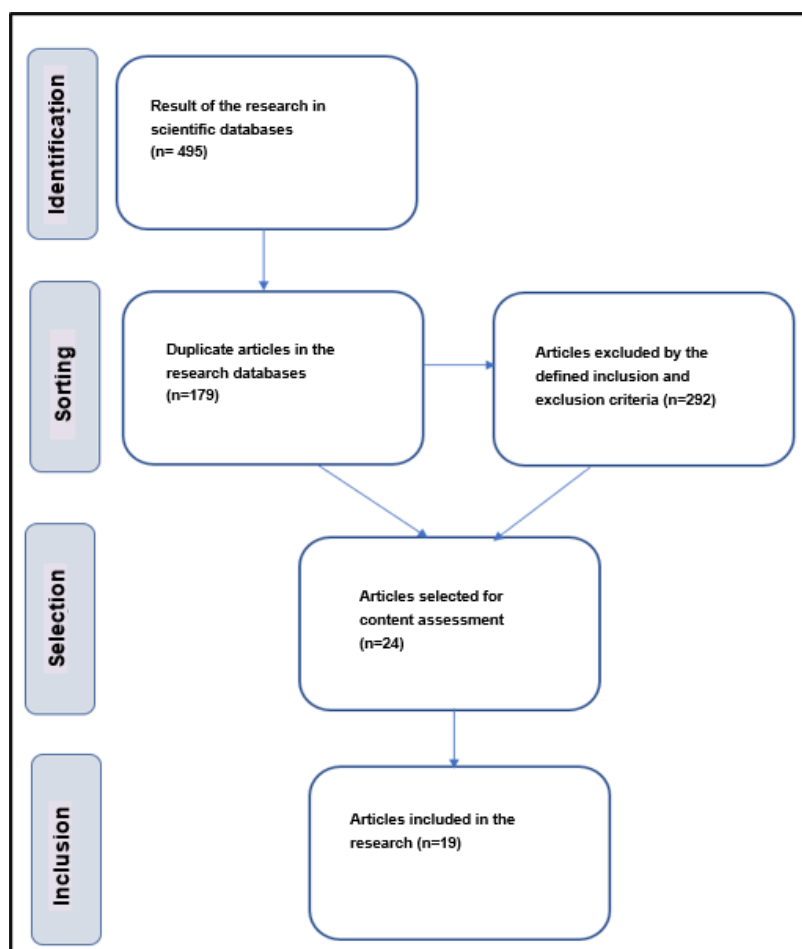 Identification
Result of the research in
scientific databases
(n= 495)
Sorting
Duplicate articles in the
research databases
(n=179)
Articles excluded by the
defined inclusion and
exclusion criteria (n=292)
Selection
Articles selected for
content assessment
(n=24)
Inclusion
Articles included in the
research (n=19)